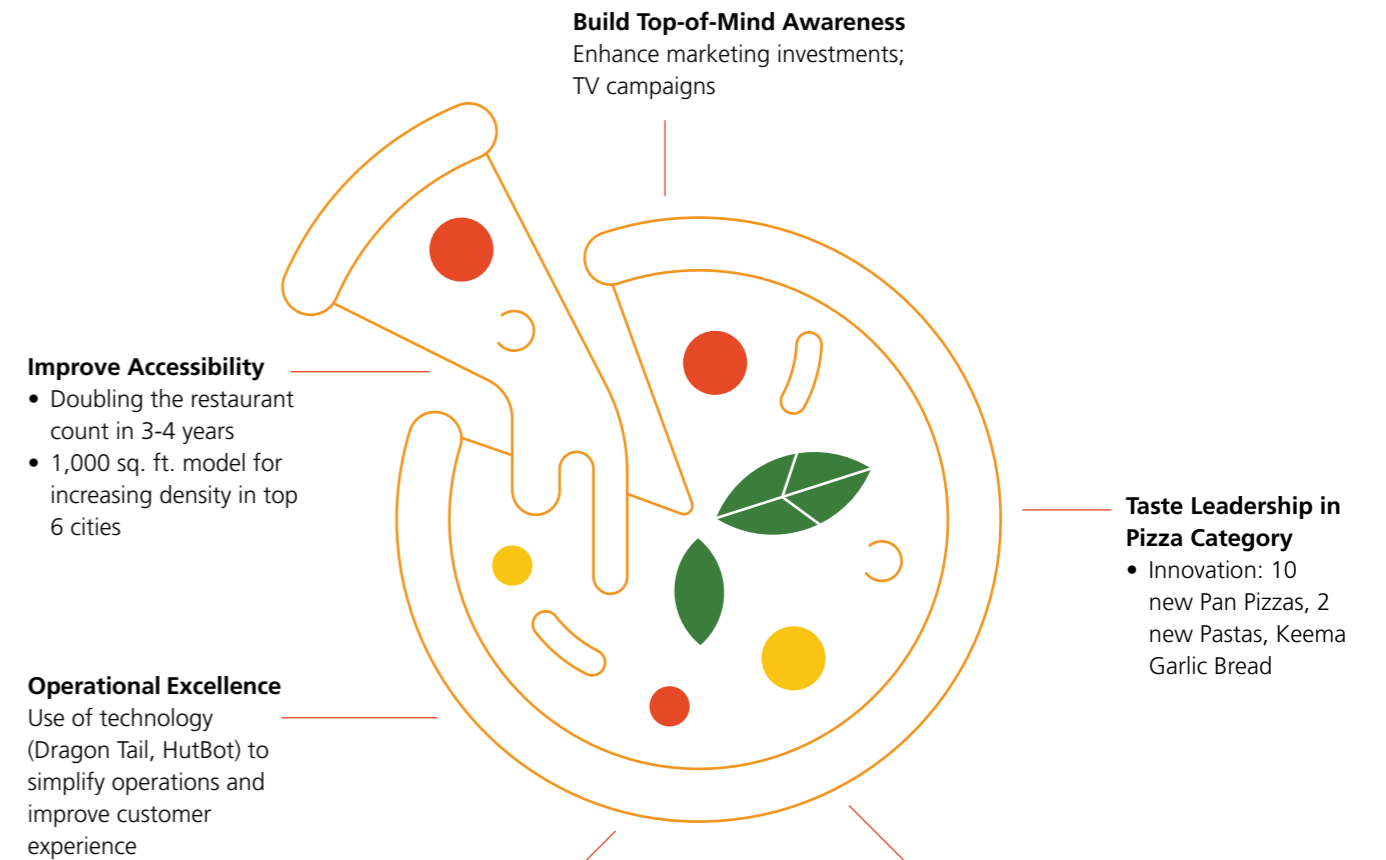 Build Top-of-Mind Awareness
Enhance marketing investments;
TV campaigns
Improve Accessibility
• Doubling the restaurant
count in 3-4 years
• 1,000 sq. ft. model for
increasing density in top
6 cities
Taste Leadership in
Pizza Category
• Innovation: 10
new Pan Pizzas, 2
new Pastas, Keema
Garlic Bread
Operational Excellence
Use of technology
(Dragon Tail, HutBot) to
simplify operations and
improve customer
experience